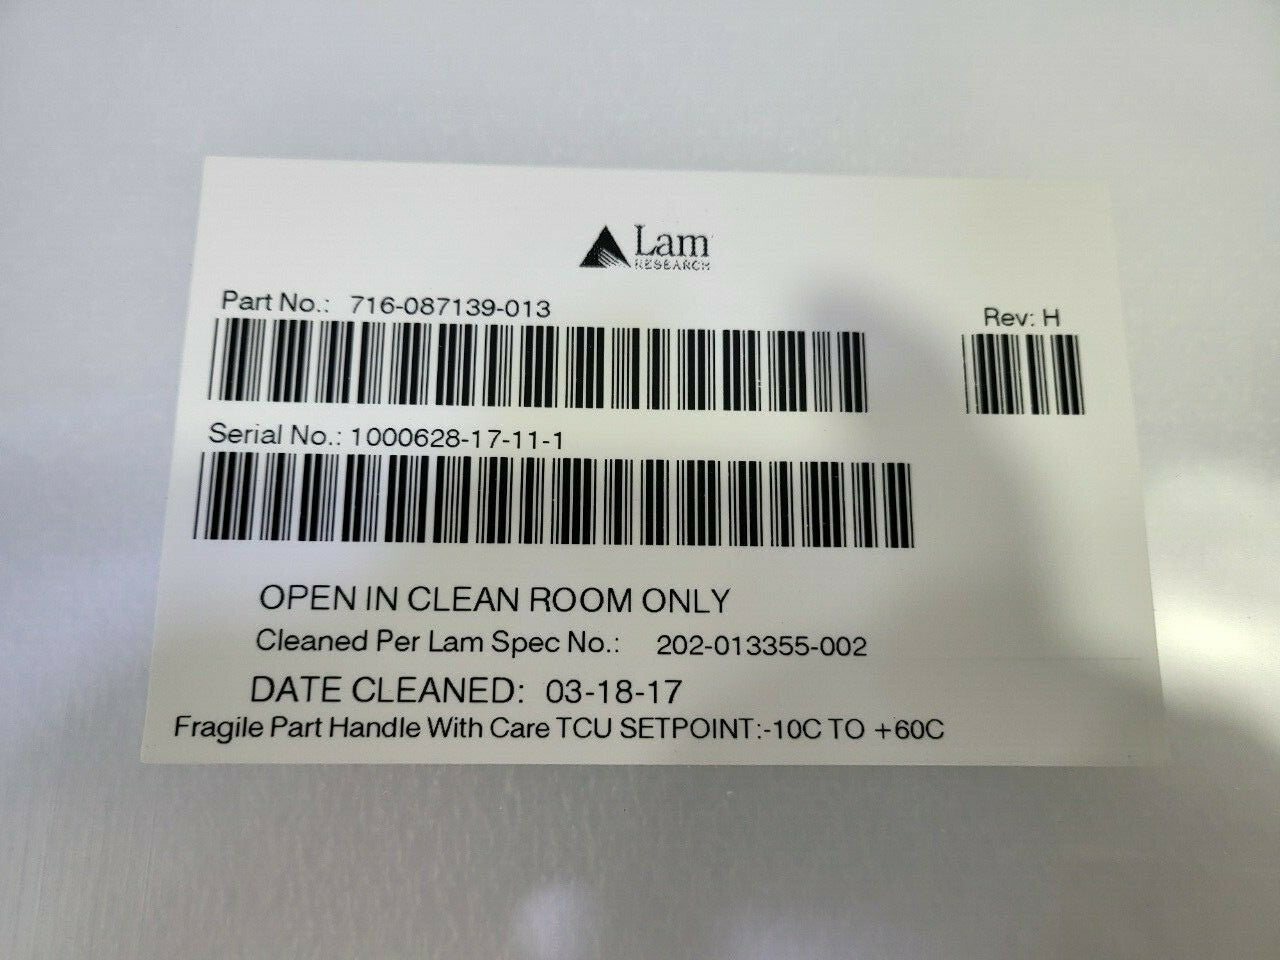 Lam
RESEARCH
Part No.: 716-087139-013
Rev: H
Serial No.: 1000628-17-11-1
OPEN IN CLEAN ROOM ONLY
Cleaned Per Lam Spec No.: 202-013355-002
DATE CLEANED: 03-18-17
Fragile Part Handle With Care TCU SETPOINT:-10C TO +60C